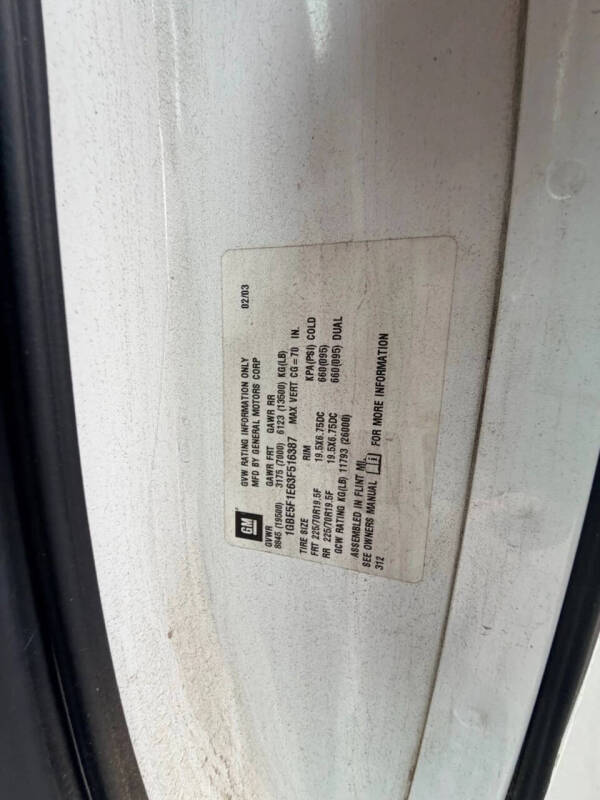 GM
GVW RATING INFORMATION ONLY 02/03
MFD BY GENERAL MOTORS CORP
GVWR GAWR FRT GAWR RR
8845 (19500) 3175 (7000) 6123 (13500) KG(LB)
1GBE5F1E63F516387 MAX VERT CG=70 IN.
TIRE SIZE RIM KPA(PSI) COLD
FRT 225/70R19.5F 19.5X6.75DC 660(095)
RR 225/70R19.5F 19.5X6.75DC 660(095) DUAL
GCW RATING KG(LB) 11793 (26000)
ASSEMBLED IN FLINT MI.
SEE OWNERS MANUAL i FOR MORE INFORMATION
312